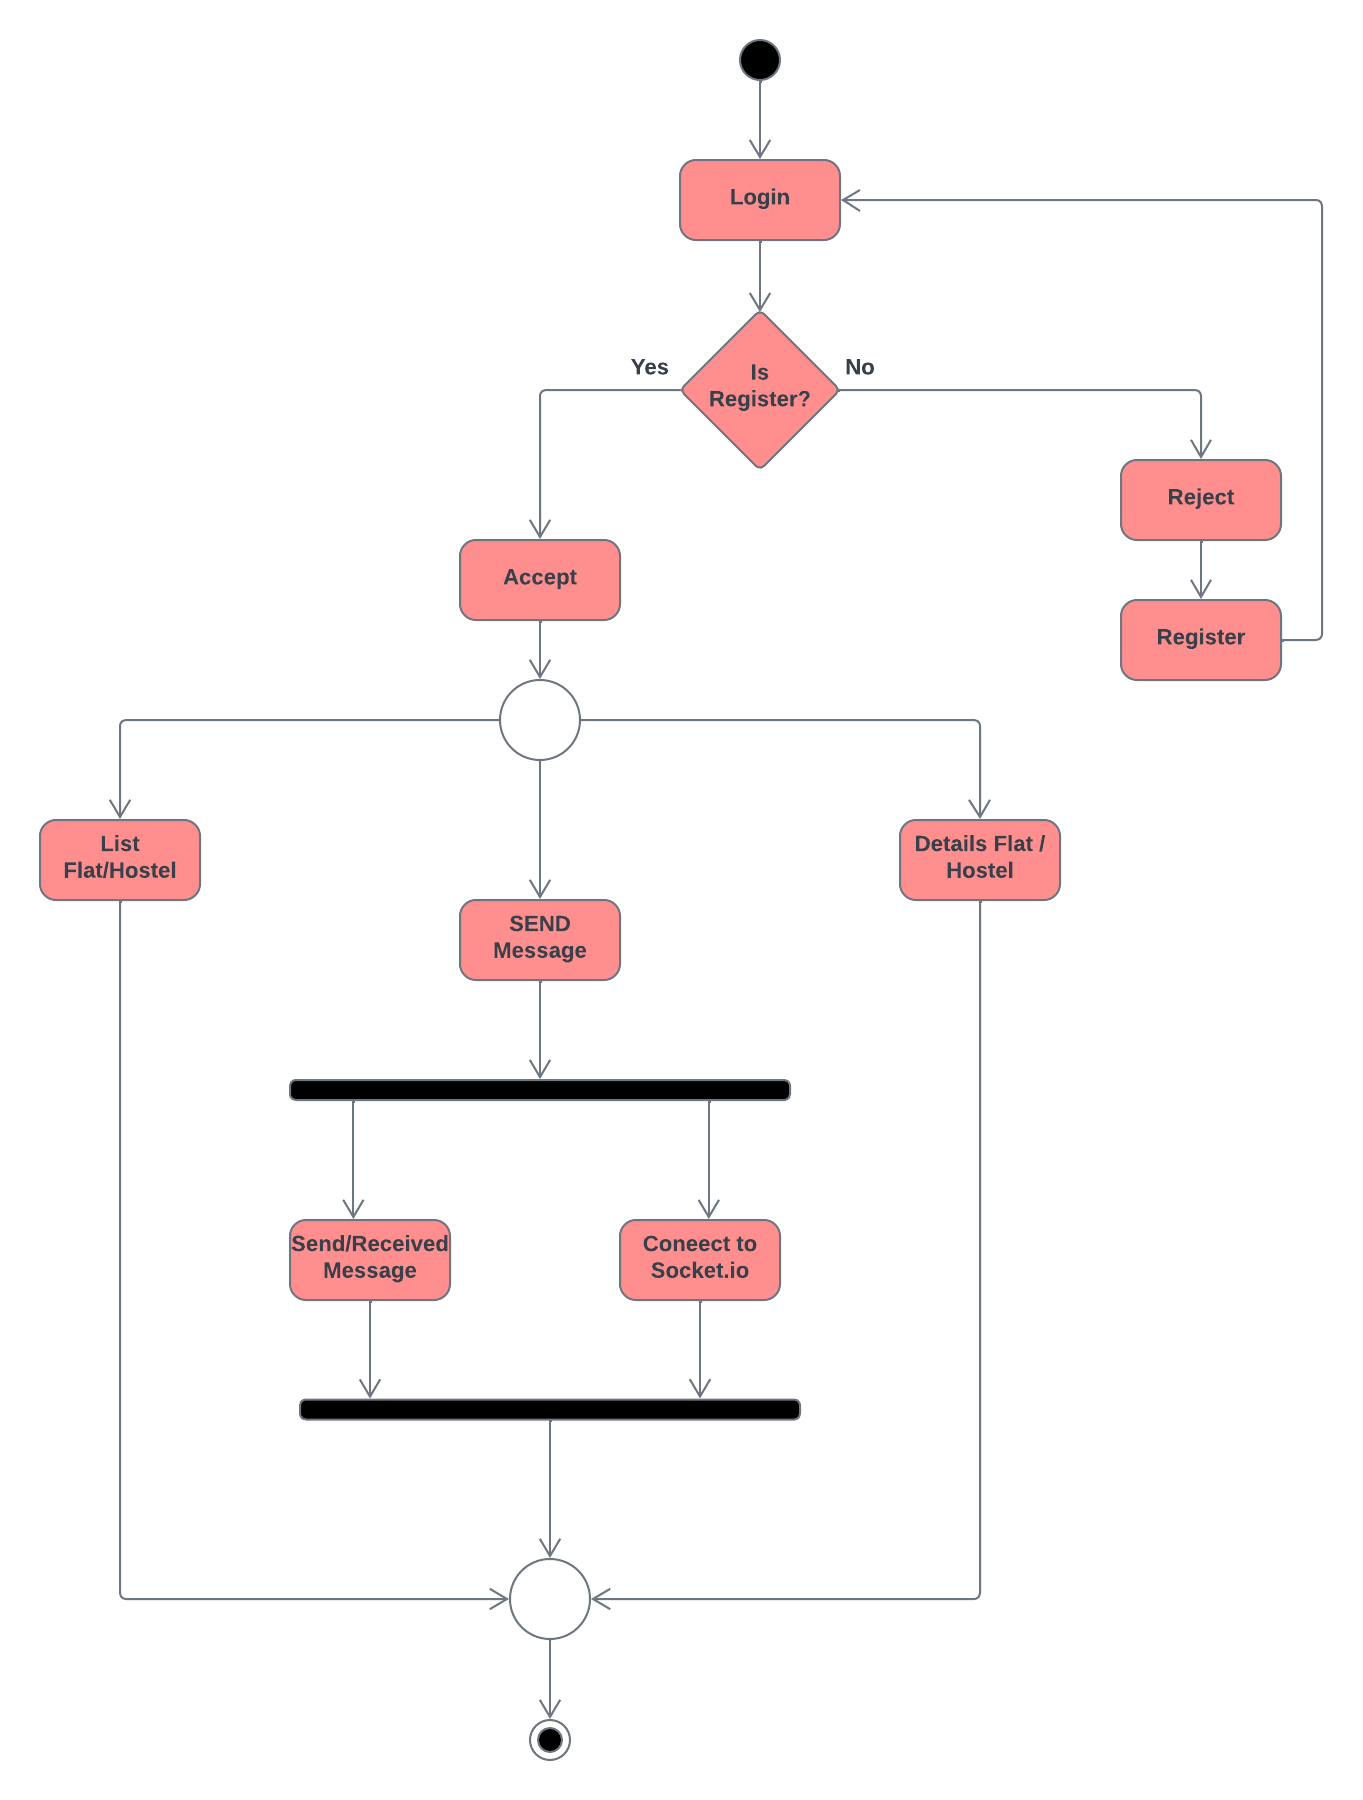 Login
Yes
No
Is
Register?
Reject
Accept
Register
List
Flat/Hostel
Details Flat /
Hostel
SEND
Message
Send/Received
Message
Coneect to
Socket.io